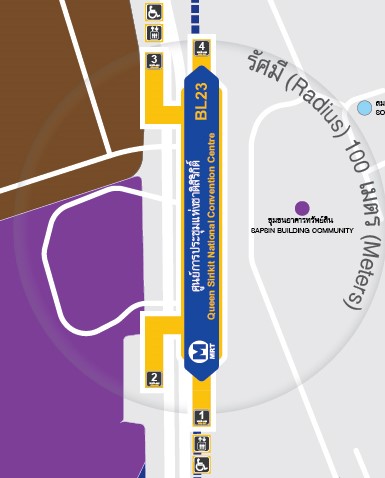 4
3
รัศมี (Radius) 100 เมตร (Meters)
BL23
ศูนย์การประชุมแห่งชาติสิริกิติ์
Queen Sirikit National Convention Centre
MRT
ชุมชนอาคารทรัพย์สิน
SAPSIN BUILDING COMMUNITY
SO
2
1